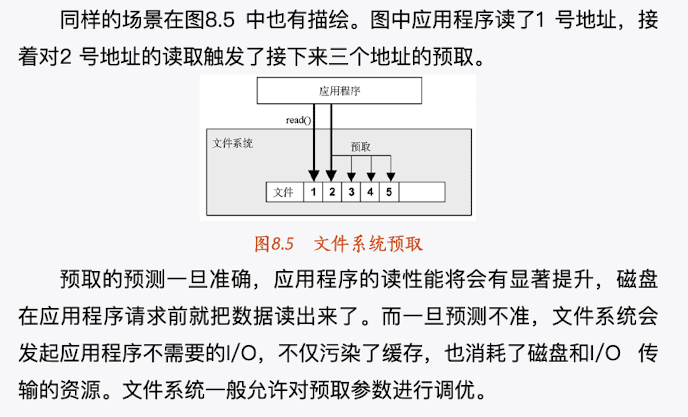 同样的场景在图8.5 中也有描绘。图中应用程序读了1 号地址，接
着对2 号地址的读取触发了接下来三个地址的预取。
应用程序
read()
文件系统
预取
文件 1 2 3 4 5
图8.5 文件系统预取
预取的预测一旦准确，应用程序的读性能将会有显著提升，磁盘
在应用程序请求前就把数据读出来了。而一旦预测不准，文件系统会
发起应用程序不需要的I/O，不仅污染了缓存，也消耗了磁盘和I/O 传
输的资源。文件系统一般允许对预取参数进行调优。